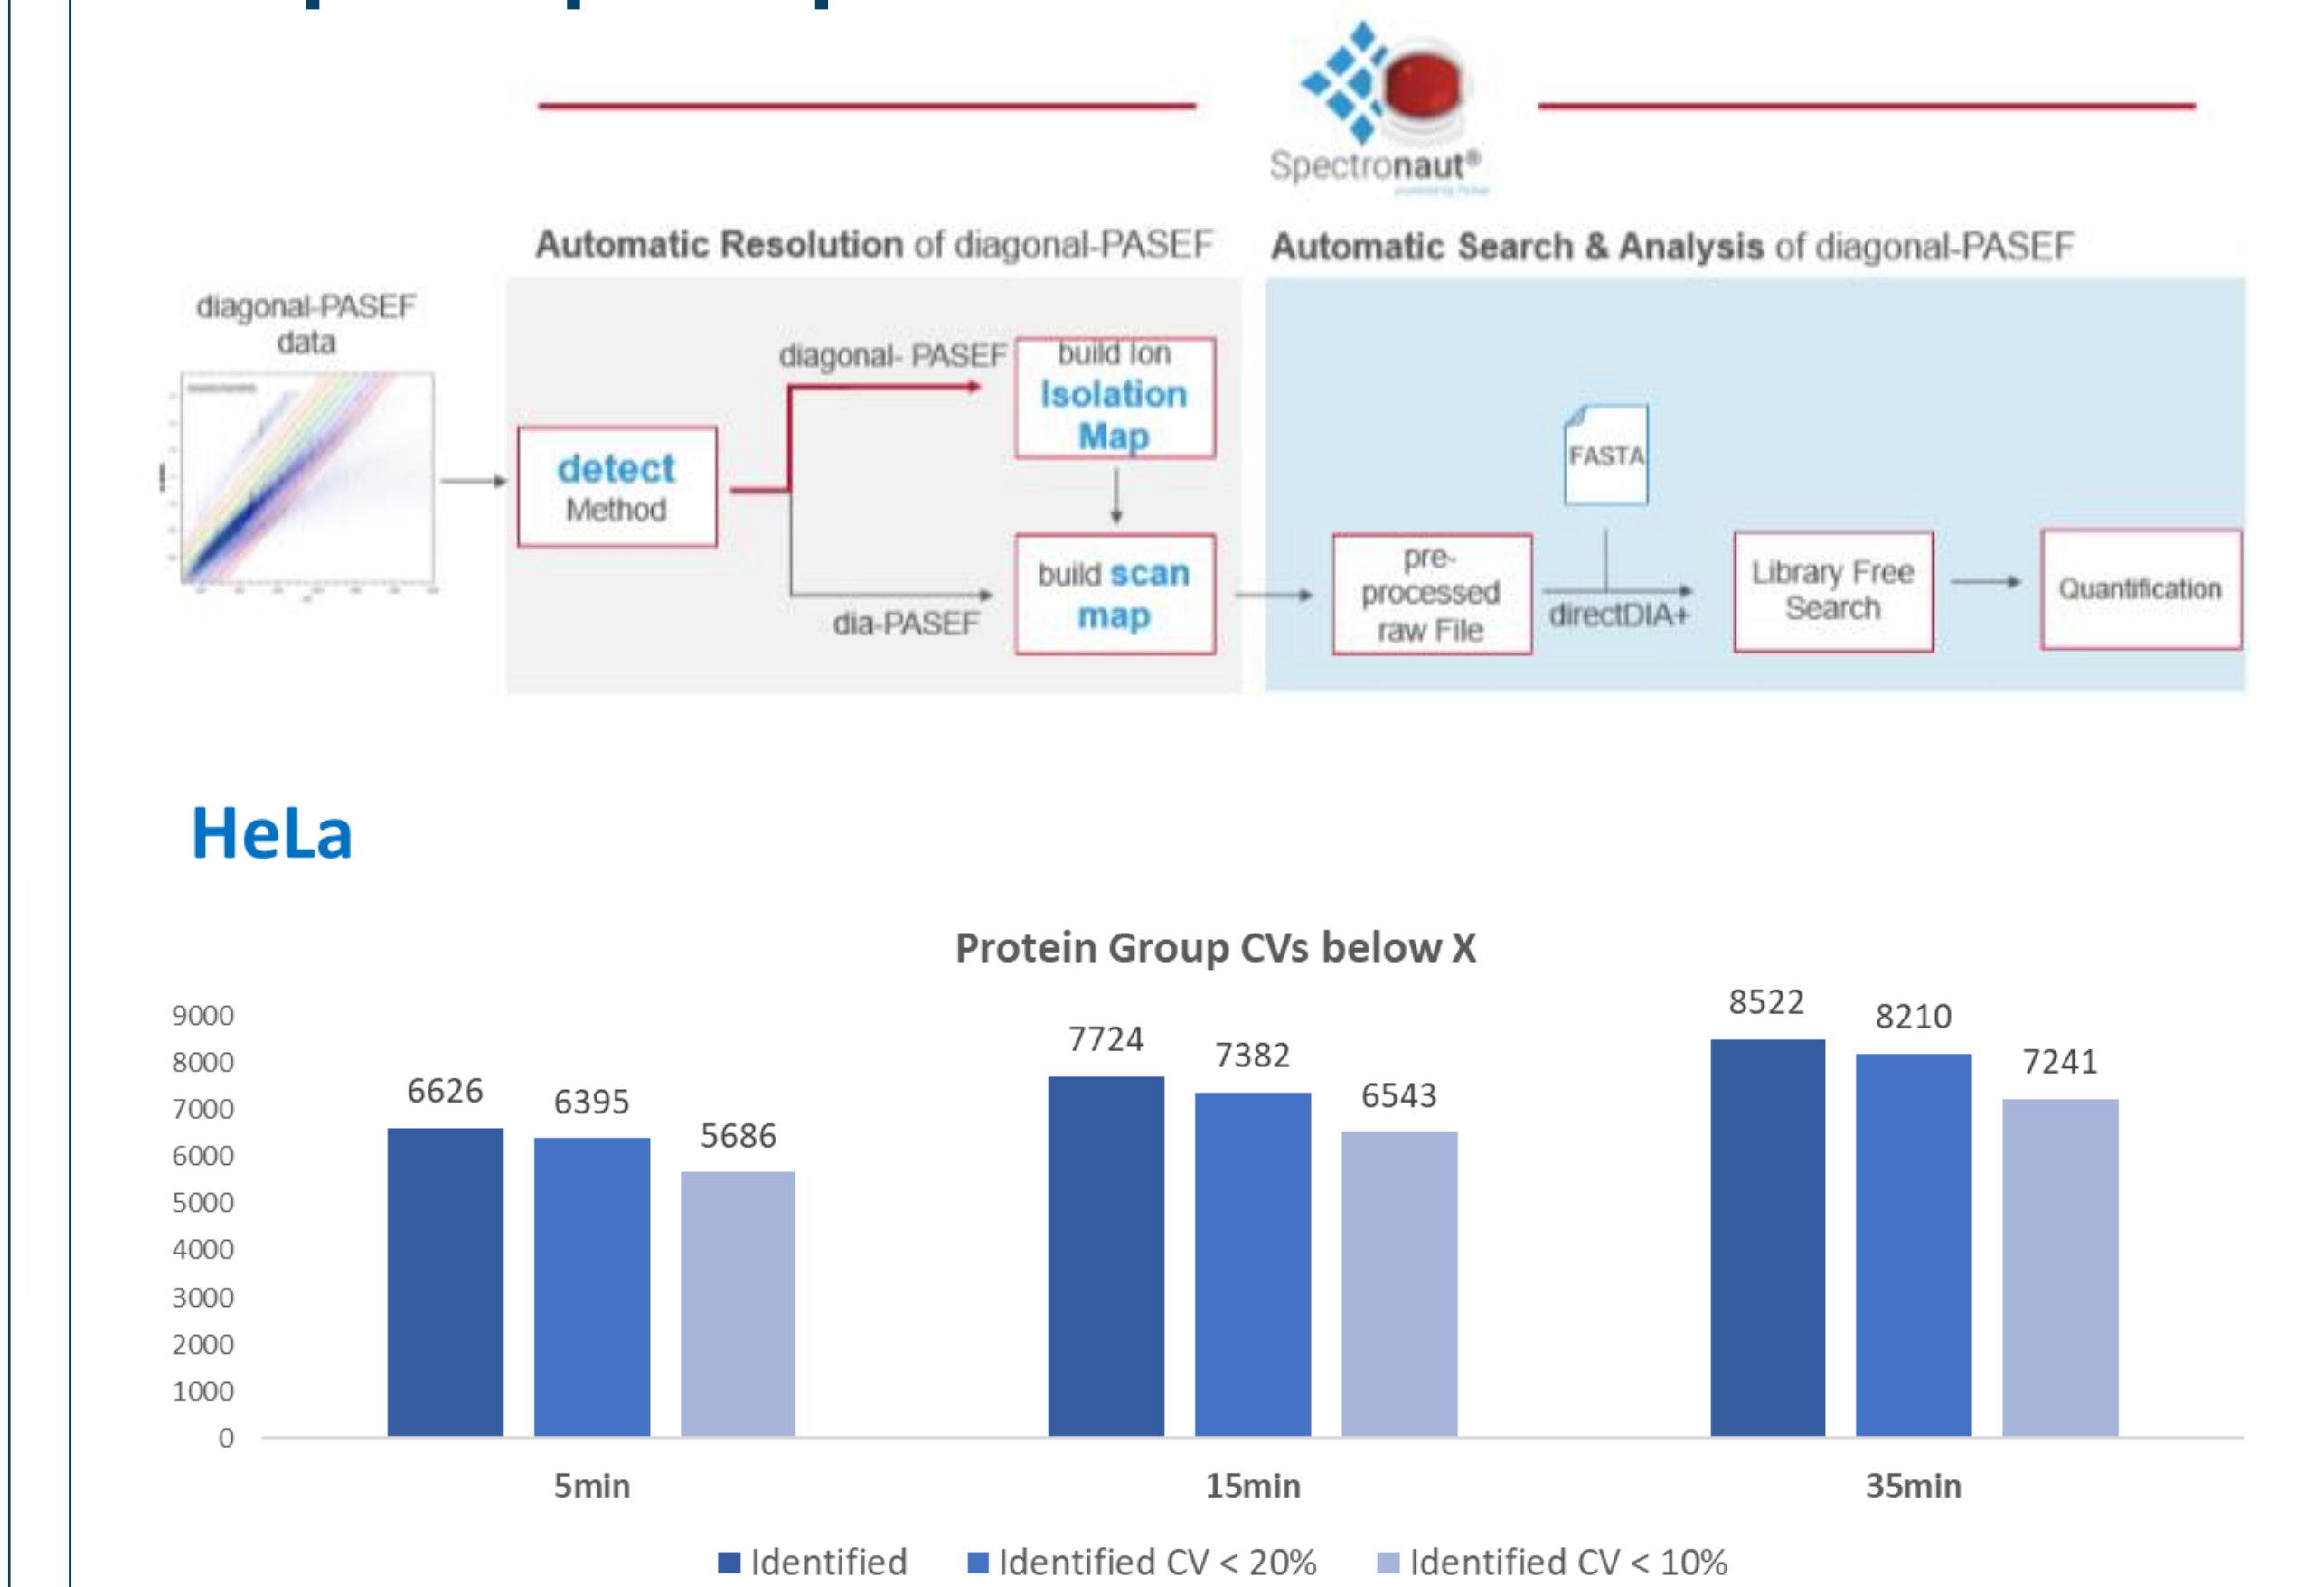 Spectronaut®
Automatic Resolution of diagonal-PASEF
Automatic Search & Analysis of diagonal-PASEF
diagonal-PASEF
data
detect
Method
diagonal- PASEF
dia-PASEF
build Ion
Isolation
Map
build scan
map
pre-
processed
raw File
FASTA
directDIA+
Library Free
Search
Quantification
HeLa
Protein Group CVs below X
9000
8000
7000
6000
5000
4000
3000
2000
1000
0
6626
6395
5686
7724
7382
6543
8522
8210
7241
5min
15min
35min
Identified
Identified CV < 20%
Identified CV < 10%